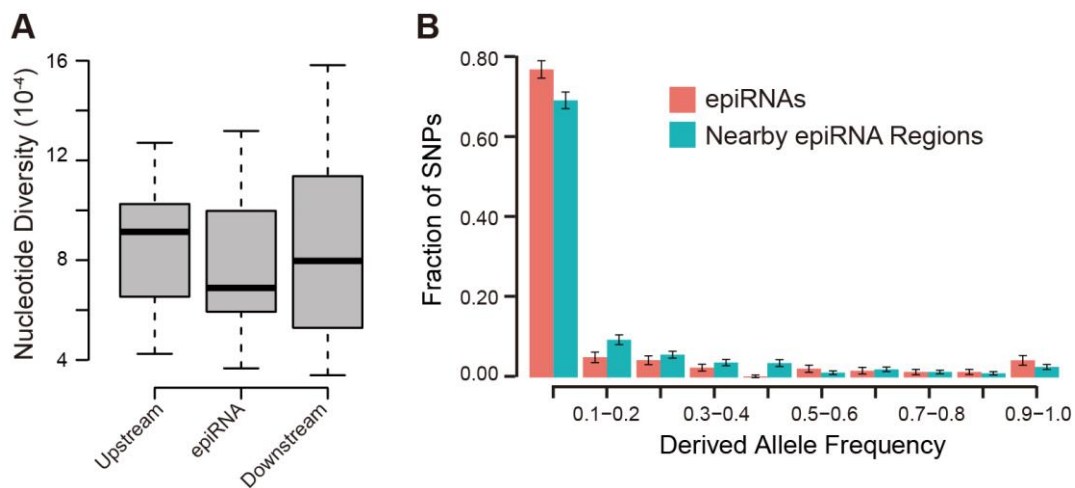 A
Nucleotide Diversity (10⁻⁴)
16
12
8
4
Upstream
epiRNA
Downstream
B
Fraction of SNPs
0.80
0.60
0.40
0.20
0.00
epiRNAs
Nearby epiRNA Regions
0.1–0.2
0.3–0.4
0.5–0.6
0.7–0.8
0.9–1.0
Derived Allele Frequency